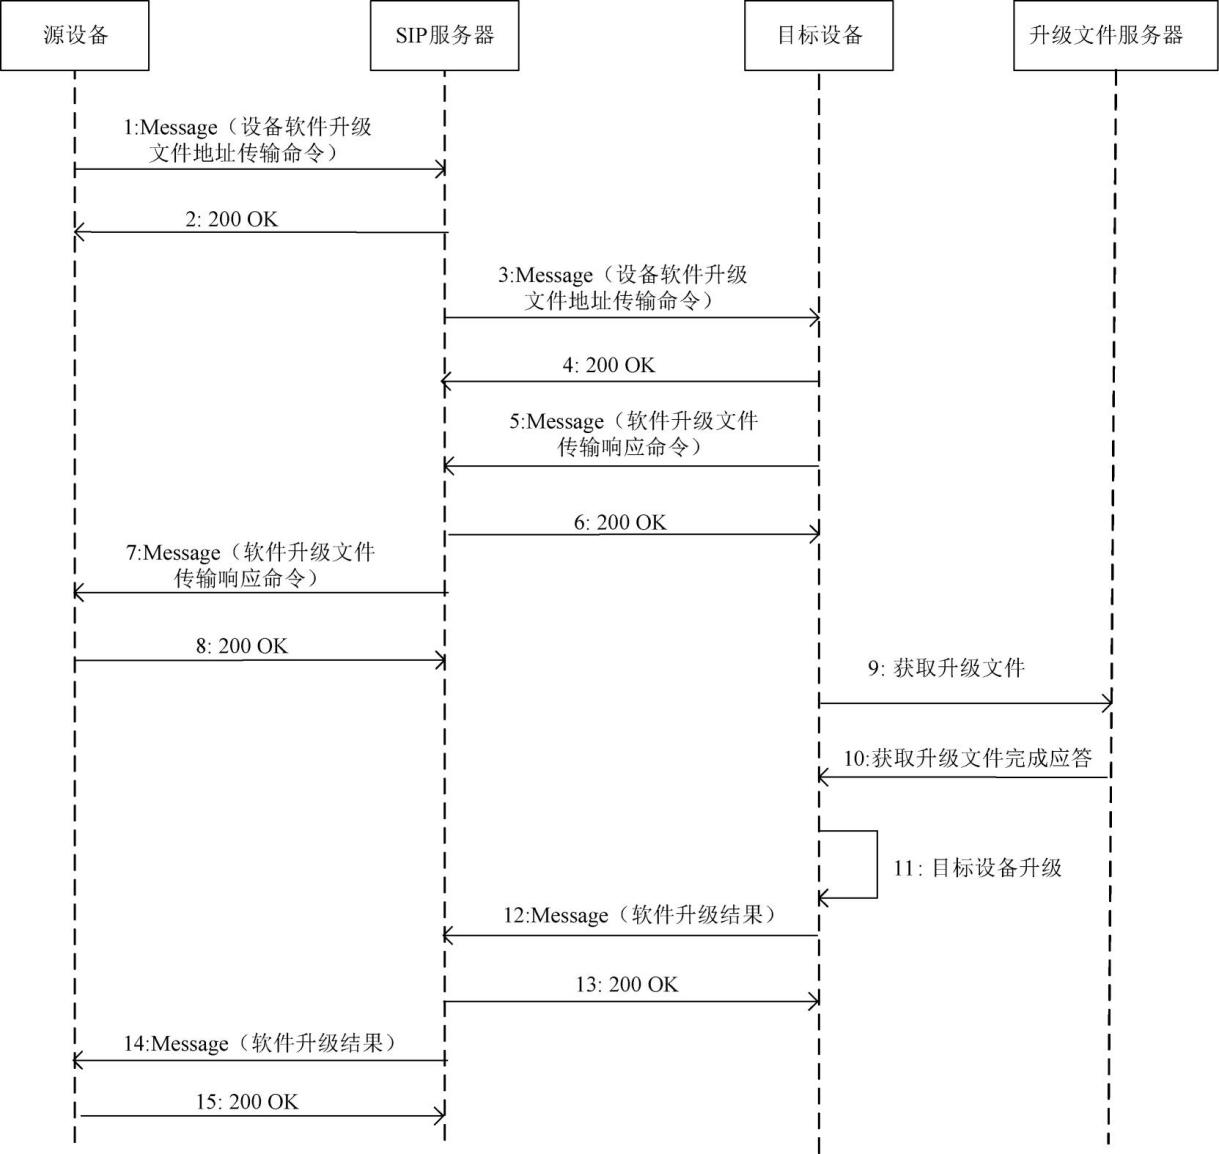 源设备
SIP服务器
目标设备
升级文件服务器
1:Message（设备软件升级
文件地址传输命令）
2: 200 OK
3:Message（设备软件升级
文件地址传输命令）
4: 200 OK
5:Message（软件升级文件
传输响应命令）
6: 200 OK
7:Message（软件升级文件
传输响应命令）
8: 200 OK
9: 获取升级文件
10:获取升级文件完成应答
11: 目标设备升级
12:Message（软件升级结果）
13: 200 OK
14:Message（软件升级结果）
15: 200 OK